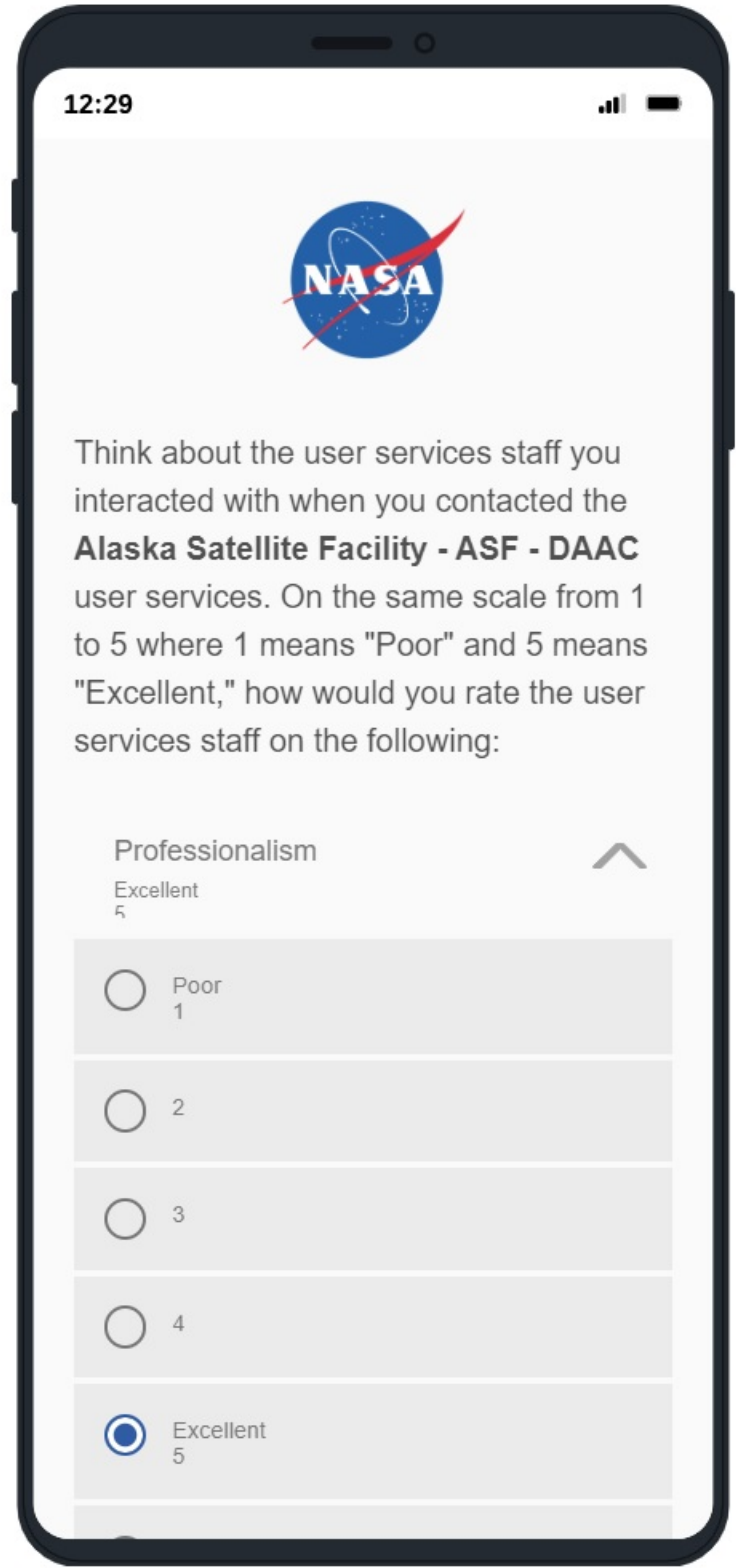 12:29
NASA
Think about the user services staff you
interacted with when you contacted the
Alaska Satellite Facility - ASF - DAAC
user services. On the same scale from 1
to 5 where 1 means "Poor" and 5 means
"Excellent," how would you rate the user
services staff on the following:
Professionalism
Excellent
5
Poor
1
2
3
4
Excellent
5